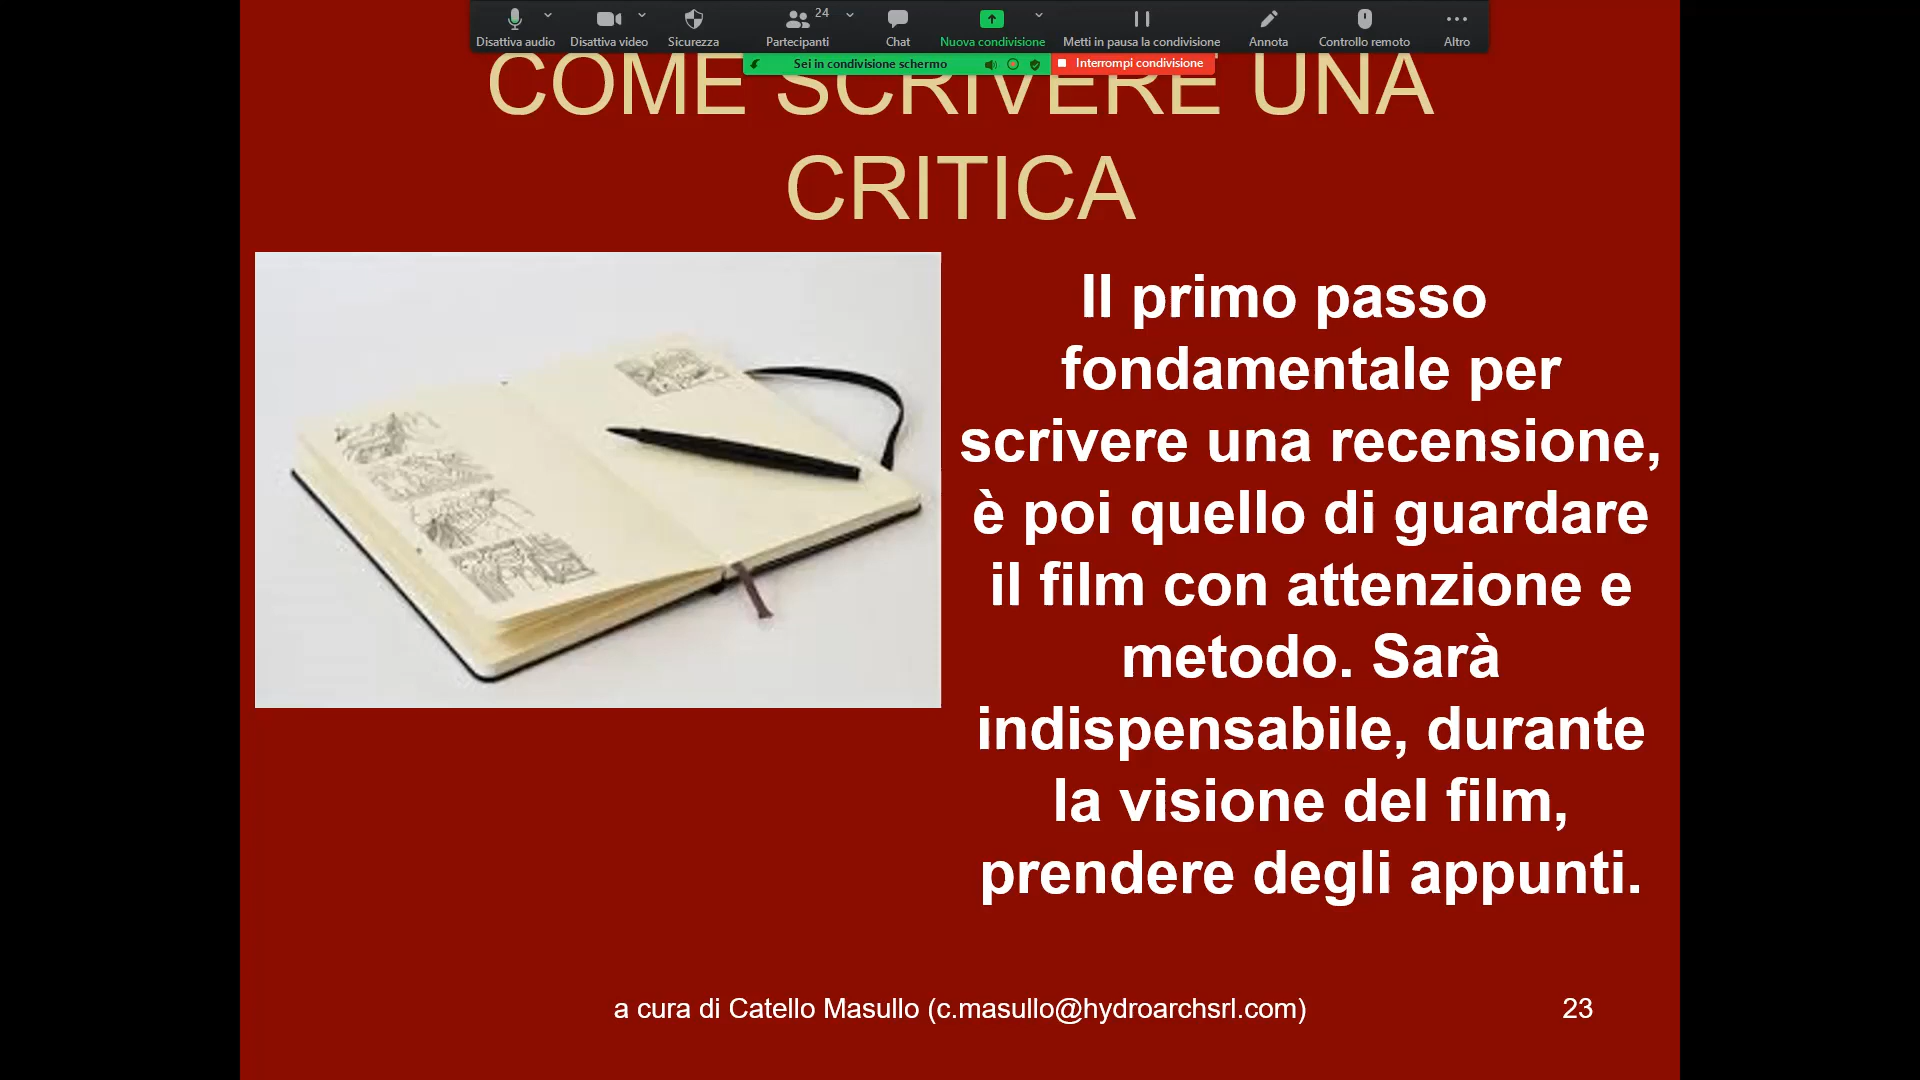 24
Disattiva audio
Disattiva video
Sicurezza
Partecipanti
Chat
Nuova condivisione
Metti in pausa la condivisione
Annota
Controllo remoto
Altro
Sei in condivisione schermo
Interrompi condivisione
COME SCRIVERE UNA
CRITICA
Il primo passo
fondamentale per
scrivere una recensione,
è poi quello di guardare
il film con attenzione e
metodo. Sarà
indispensabile, durante
la visione del film,
prendere degli appunti.
a cura di Catello Masullo (c.masullo@hydroarchsrl.com)
23